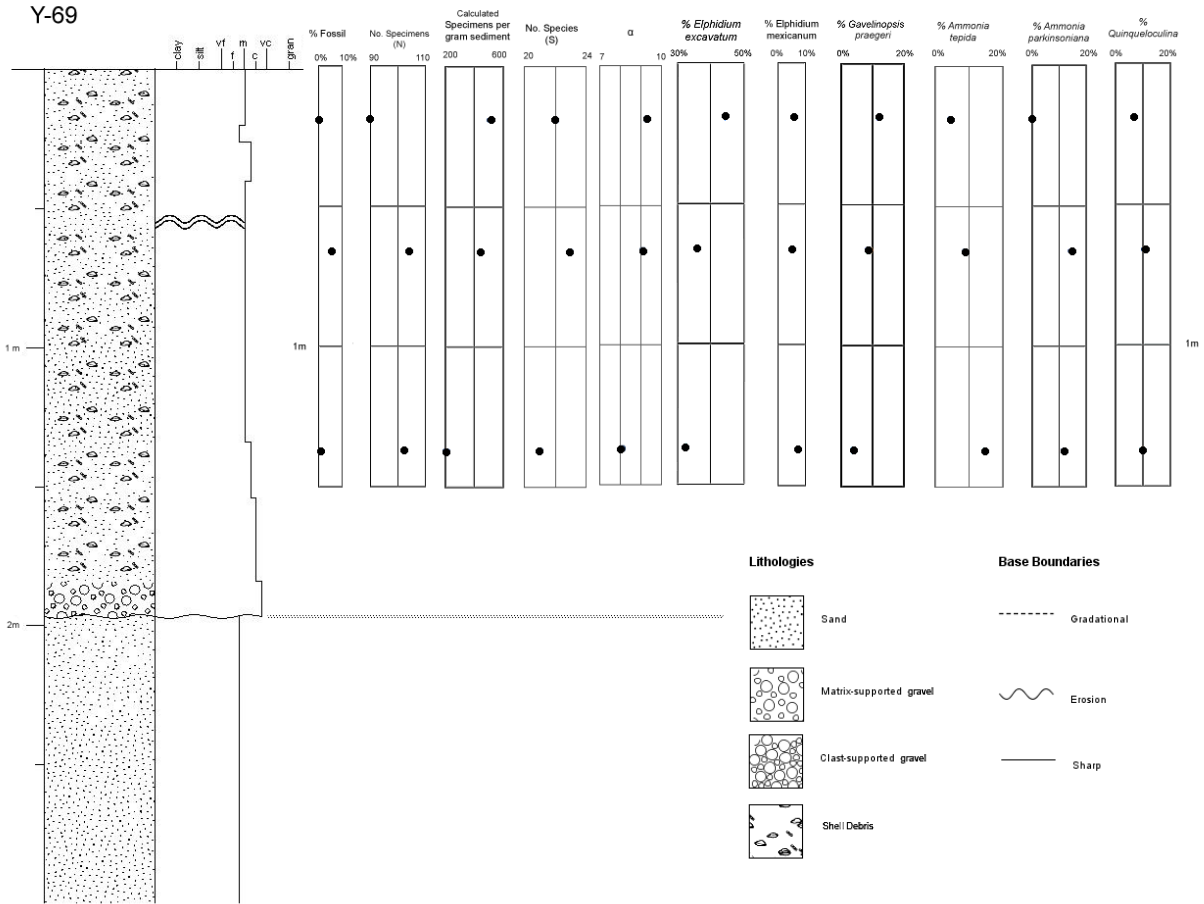 Y-69
clay
silt
vf
f
m
c
vc
gran
% Fossil
0% 10%
No. Specimens
(N)
90 110
Calculated
Specimens per
gram sediment
200 600
No. Species
(S)
20 24
α
7 10
% Elphidium
excavatum
30% 50%
% Elphidium
mexicanum
0% 10%
% Gavelinopsis
praegeri
0% 20%
% Ammonia
tepida
0% 20%
% Ammonia
parkinsoniana
0% 20%
%
Quinqueloculina
0% 20%
1 m
1m
1m
2m
Lithologies
Sand
Matrix-supported gravel
Clast-supported gravel
Shell Debris
Base Boundaries
Gradational
Erosion
Sharp